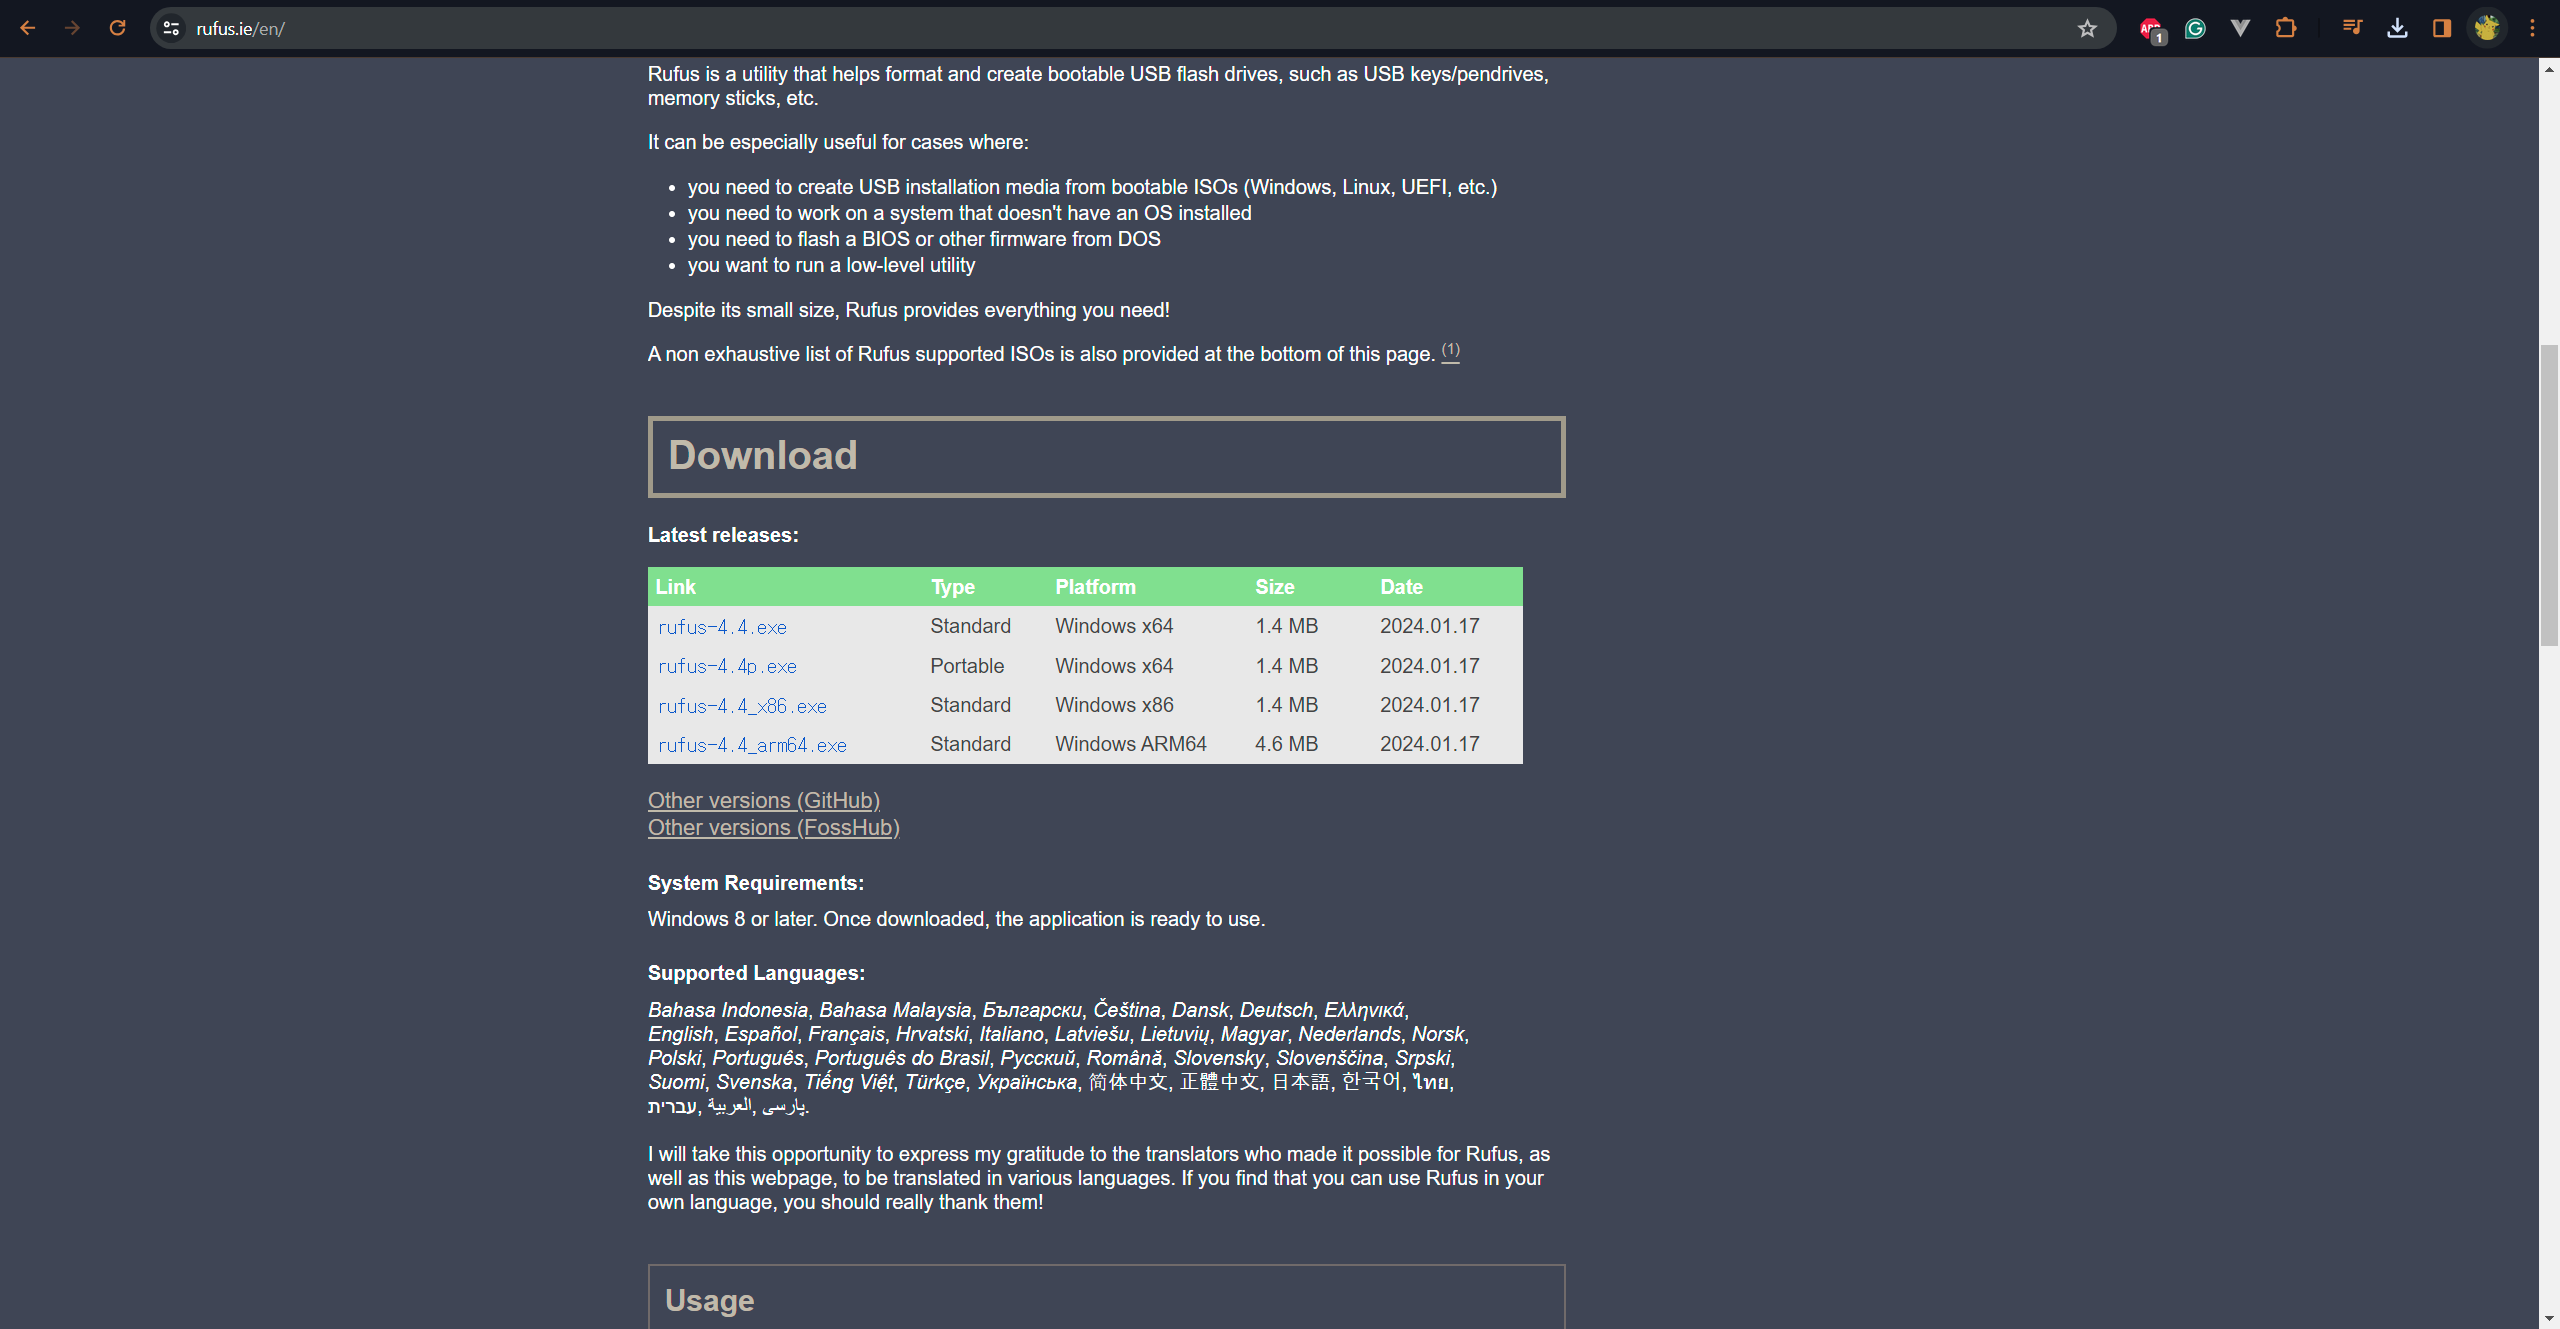 rufus.ie/en/
ABP
1
Rufus is a utility that helps format and create bootable USB flash drives, such as USB keys/pendrives,
memory sticks, etc.
It can be especially useful for cases where:
• you need to create USB installation media from bootable ISOs (Windows, Linux, UEFI, etc.)
• you need to work on a system that doesn't have an OS installed
• you need to flash a BIOS or other firmware from DOS
• you want to run a low-level utility
Despite its small size, Rufus provides everything you need!
A non exhaustive list of Rufus supported ISOs is also provided at the bottom of this page. (1)
Download
Latest releases:
Link Type Platform Size Date
rufus-4.4.exe Standard Windows x64 1.4 MB 2024.01.17
rufus-4.4p.exe Portable Windows x64 1.4 MB 2024.01.17
rufus-4.4_x86.exe Standard Windows x86 1.4 MB 2024.01.17
rufus-4.4_arm64.exe Standard Windows ARM64 4.6 MB 2024.01.17
Other versions (GitHub)
Other versions (FossHub)
System Requirements:
Windows 8 or later. Once downloaded, the application is ready to use.
Supported Languages:
Bahasa Indonesia, Bahasa Malaysia, Български, Čeština, Dansk, Deutsch, Ελληνικά,
English, Español, Français, Hrvatski, Italiano, Latviešu, Lietuvių, Magyar, Nederlands, Norsk,
Polski, Português, Português do Brasil, Русский, Română, Slovensky, Slovenščina, Srpski,
Suomi, Svenska, Tiếng Việt, Türkçe, Українська, 简体中文, 正體中文, 日本語, 한국어, ไทย,
עברית, العربية, پارسی.
I will take this opportunity to express my gratitude to the translators who made it possible for Rufus, as
well as this webpage, to be translated in various languages. If you find that you can use Rufus in your
own language, you should really thank them!
Usage